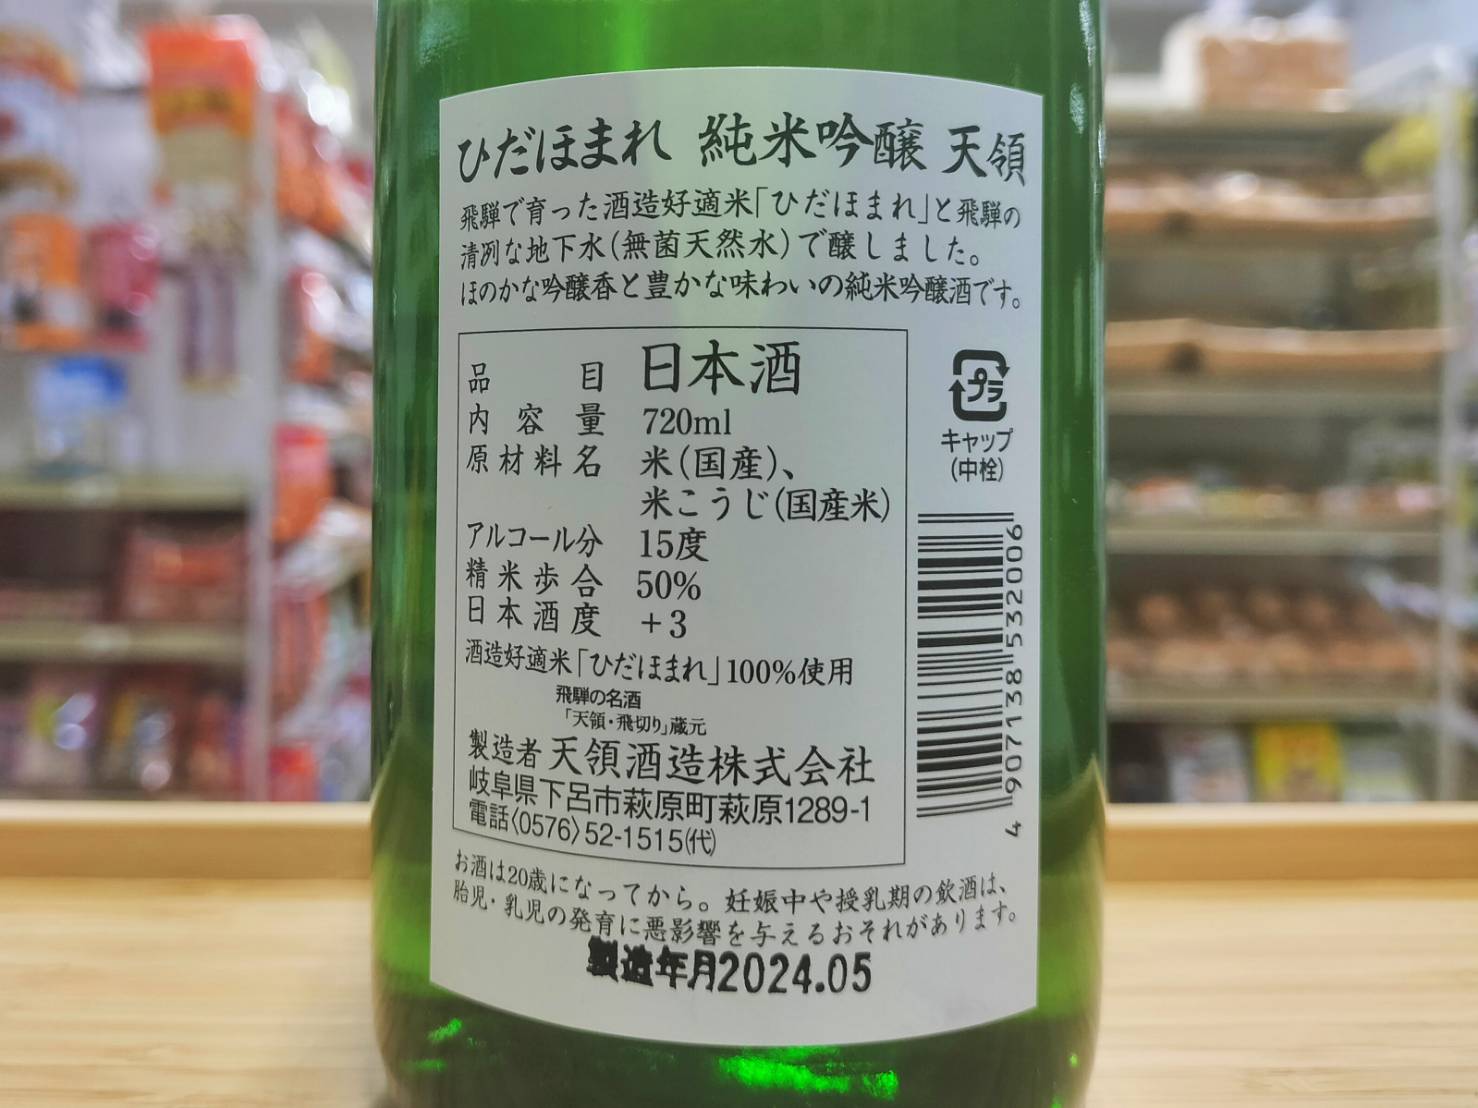 ひだほまれ 純米吟醸 天領
飛騨で育った酒造好適米「ひだほまれ」と飛騨の
清冽な地下水(無菌天然水)で醸しました。
ほのかな吟醸香と豊かな味わいの純米吟醸酒です。
品目 日本酒
内容量 720ml
原材料名 米(国産)、
米こうじ(国産米)
アルコール分 15度
精米歩合 50%
日本酒度 +3
酒造好適米「ひだほまれ」100%使用
飛騨の名酒
「天領・飛切り」蔵元
製造者 天領酒造株式会社
岐阜県下呂市萩原町萩原1289-1
電話〈0576〉52-1515(代)
プラ
キャップ
(中栓)
4 907138 532006
お酒は20歳になってから。妊娠中や授乳期の飲酒は、
胎児・乳児の発育に悪影響を与えるおそれがあります。
製造年月2024.05